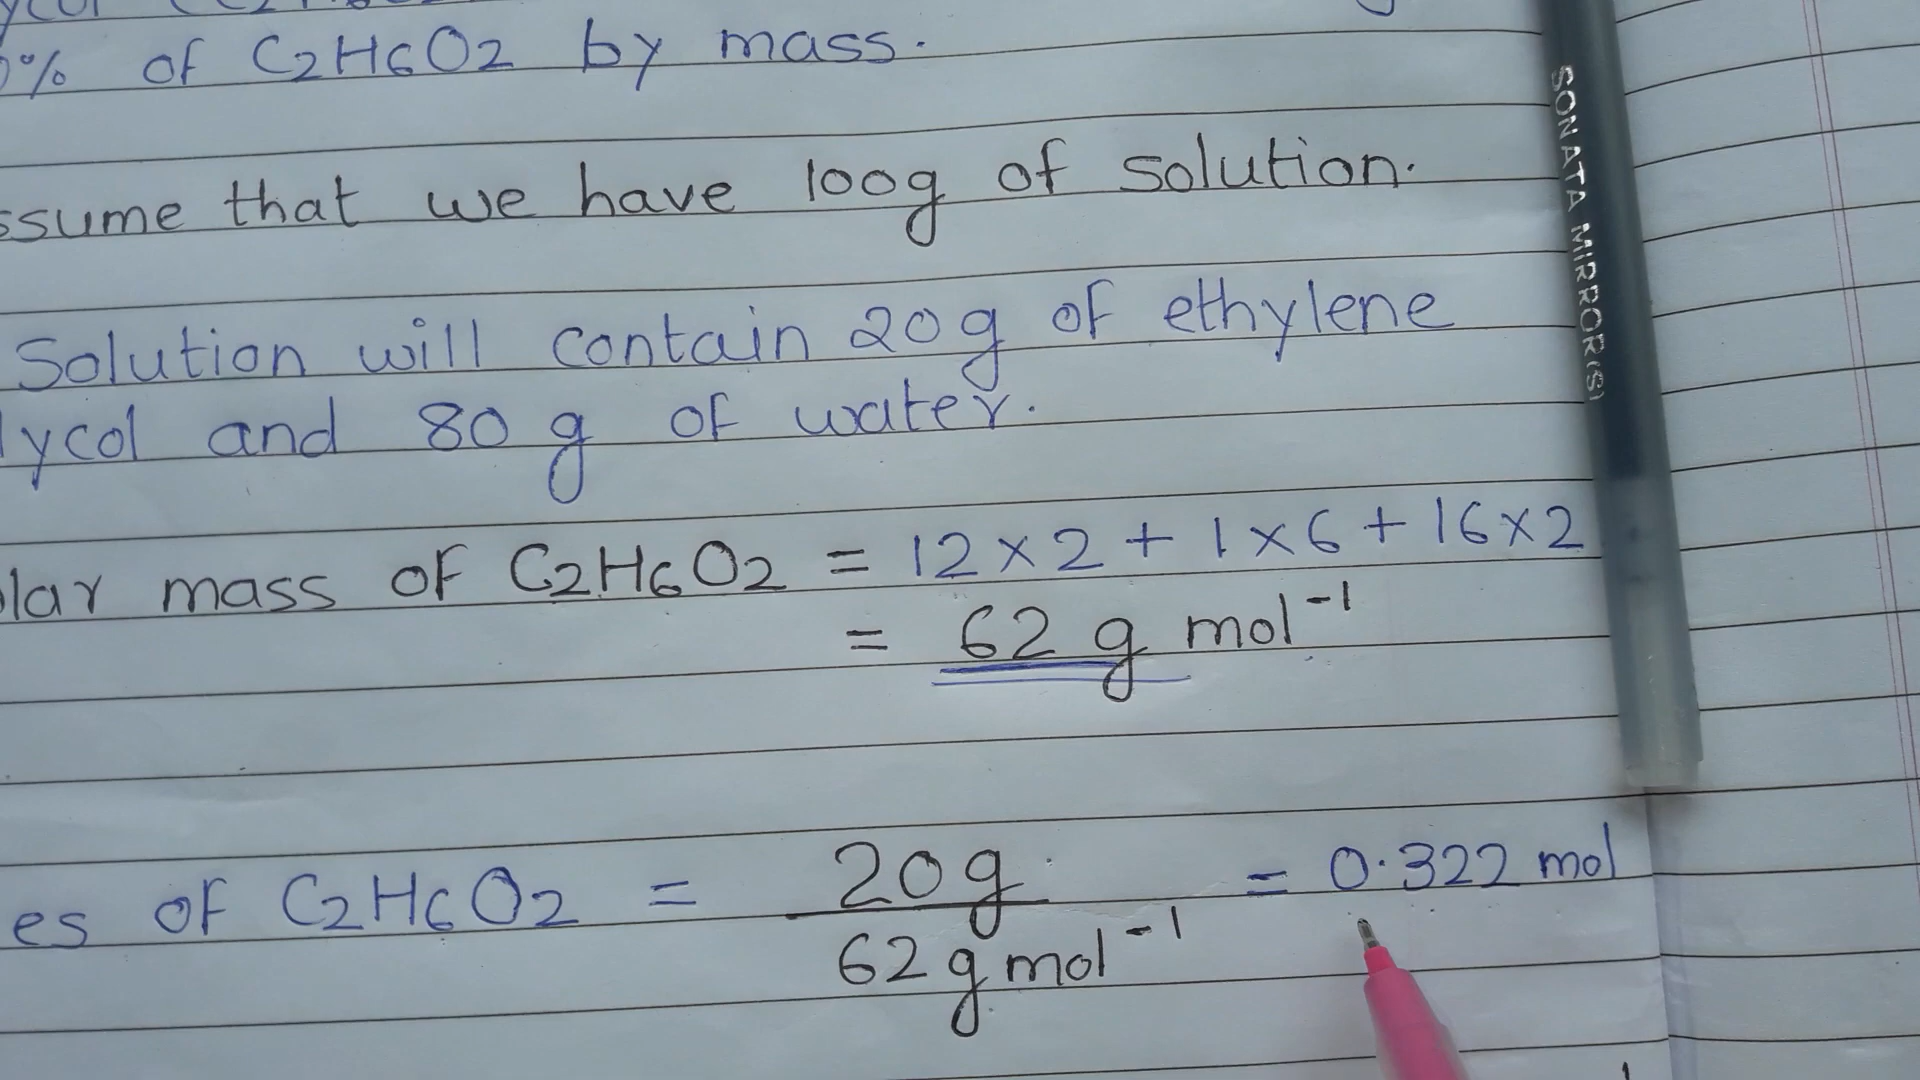 % of C2H6O2 by mass.
ssume that we have 100g of solution.
Solution will contain 20g of ethylene
lycol and 80 g of water.
lar mass of C2H6O2 = 12 × 2 + 1 × 6 + 16 × 2
= 62 g mol⁻¹
es of C2H6O2 = 20g / 62 g mol⁻¹ = 0.322 mol
SONATA MIRROR(S)